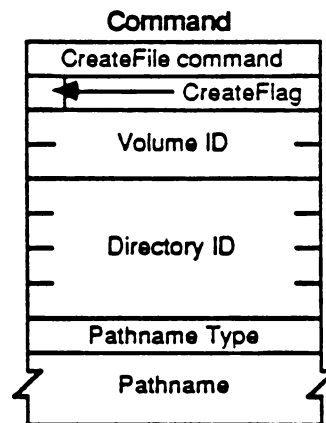 Command
CreateFile command
CreateFlag
Volume ID
Directory ID
Pathname Type
Pathname